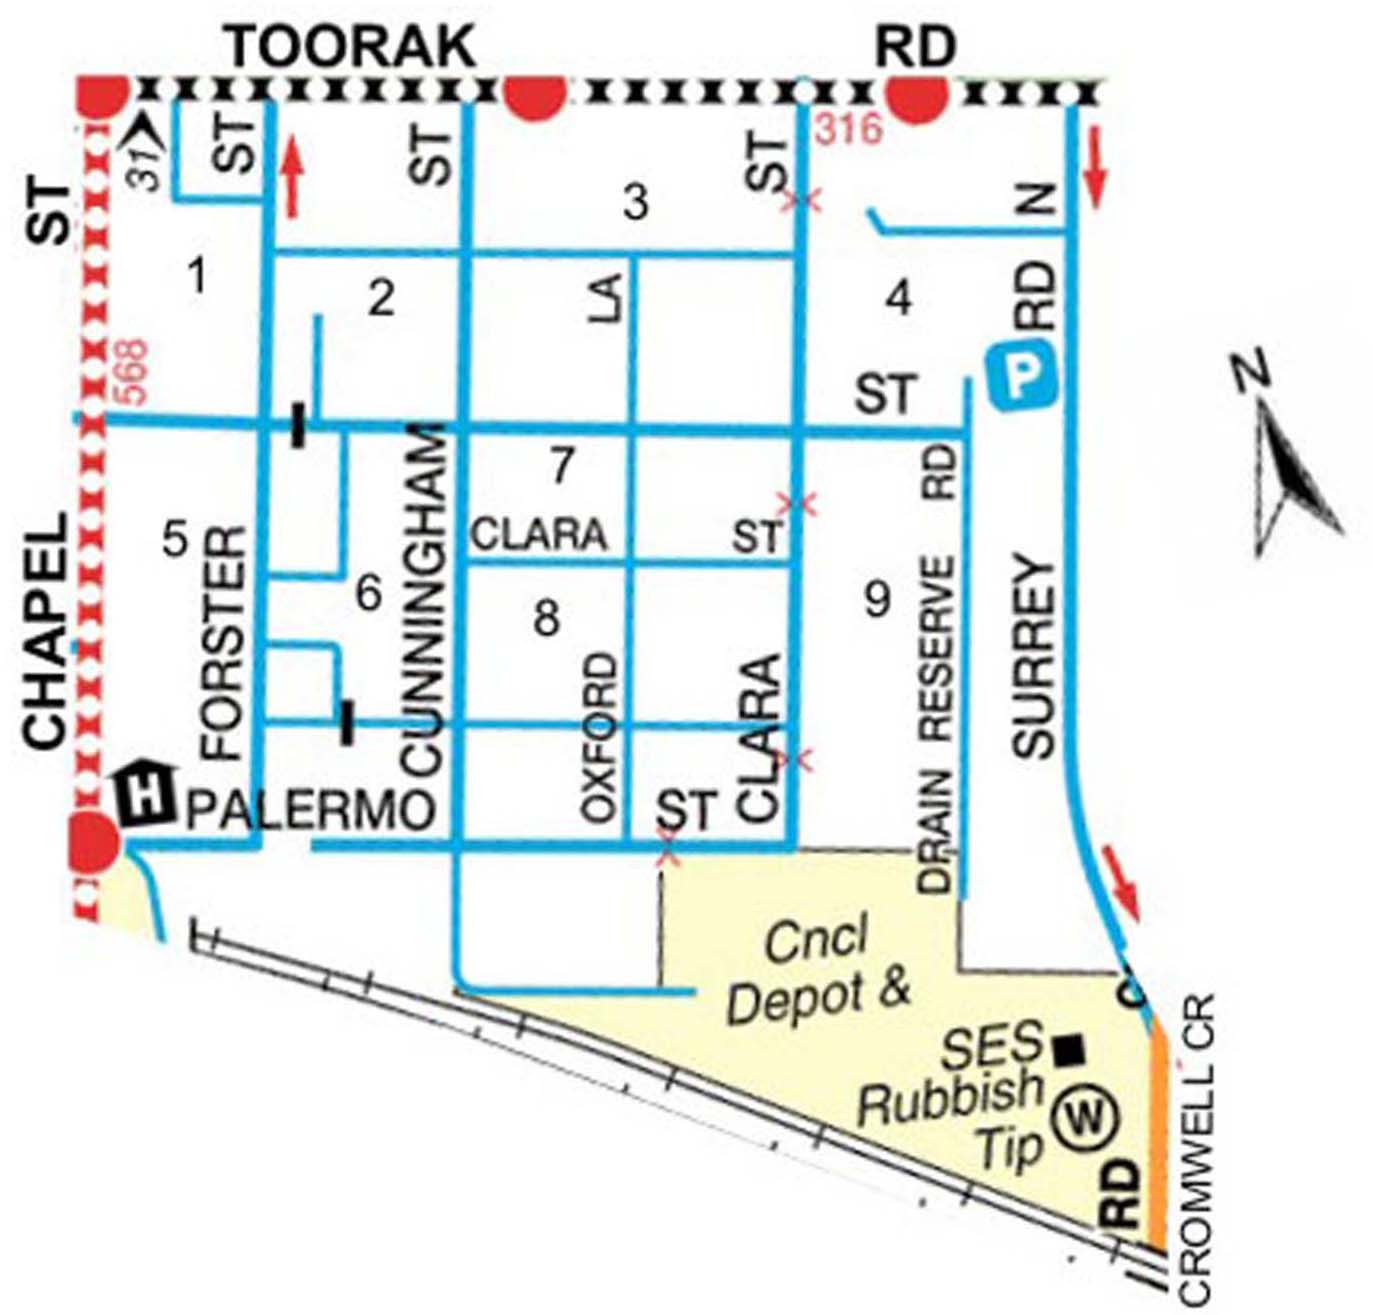 TOORAK RD
316
31
ST
ST
ST
N
ST
3
1
2
LA
4
RD
N
568
ST
P
CHAPEL
5
FORSTER
CUNNINGHAM
7
CLARA ST
RD
6
8
9
OXFORD
CLARA
DRAIN RESERVE
SURREY
H
PALERMO ST
Cncl
Depot &
SES
Rubbish
Tip
W
RD
CROMWELL CR